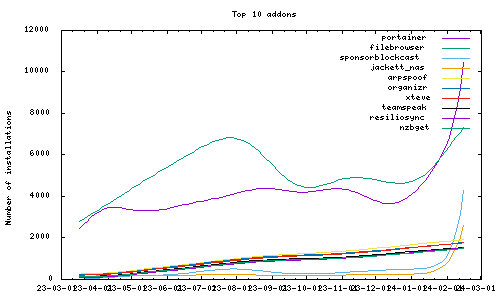 Top 10 addons
12000
10000
8000
6000
4000
2000
0
Number of installations
portainer
filebrowser
sponsorblockcast
jackett_nas
arpspoof
organizr
xteve
teamspeak
resiliosync
nzbget
23-03-01 23-04-01 23-05-01 23-06-01 23-07-01 23-08-01 23-09-01 23-10-01 23-11-01 23-12-01 24-01-01 24-02-01 24-03-01